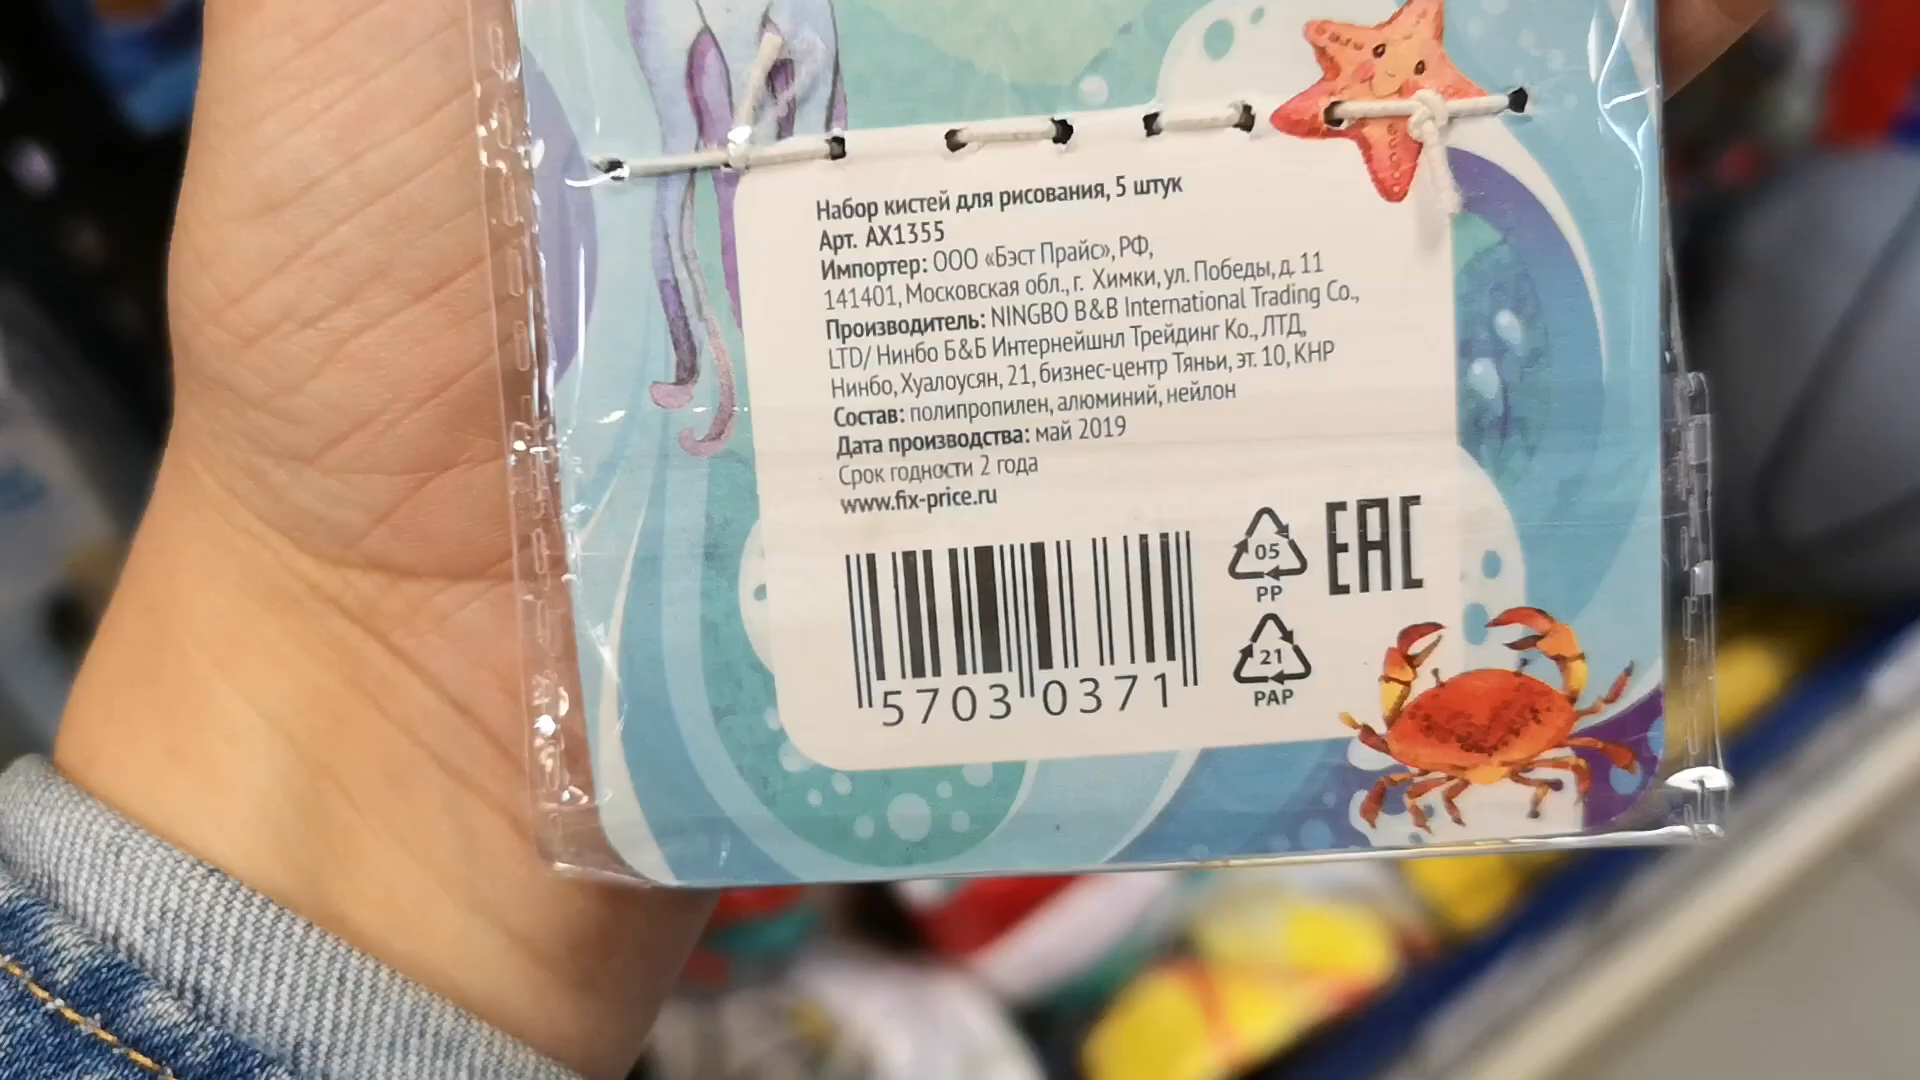 Набор кистей для рисования, 5 штук
Арт. АХ1355
Импортер: ООО «Бэст Прайс», РФ,
141401, Московская обл., г. Химки, ул. Победы, д. 11
Производитель: NINGBO B&B International Trading Co.,
LTD/ Нинбо Б&Б Интернейшнл Трейдинг Ко., ЛТД,
Нинбо, Хуалоусян, 21, бизнес-центр Тяньи, эт. 10, КНР
Состав: полипропилен, алюминий, нейлон
Дата производства: май 2019
Срок годности 2 года
www.fix-price.ru
05
PP
EAC
21
PAP
5703 0371